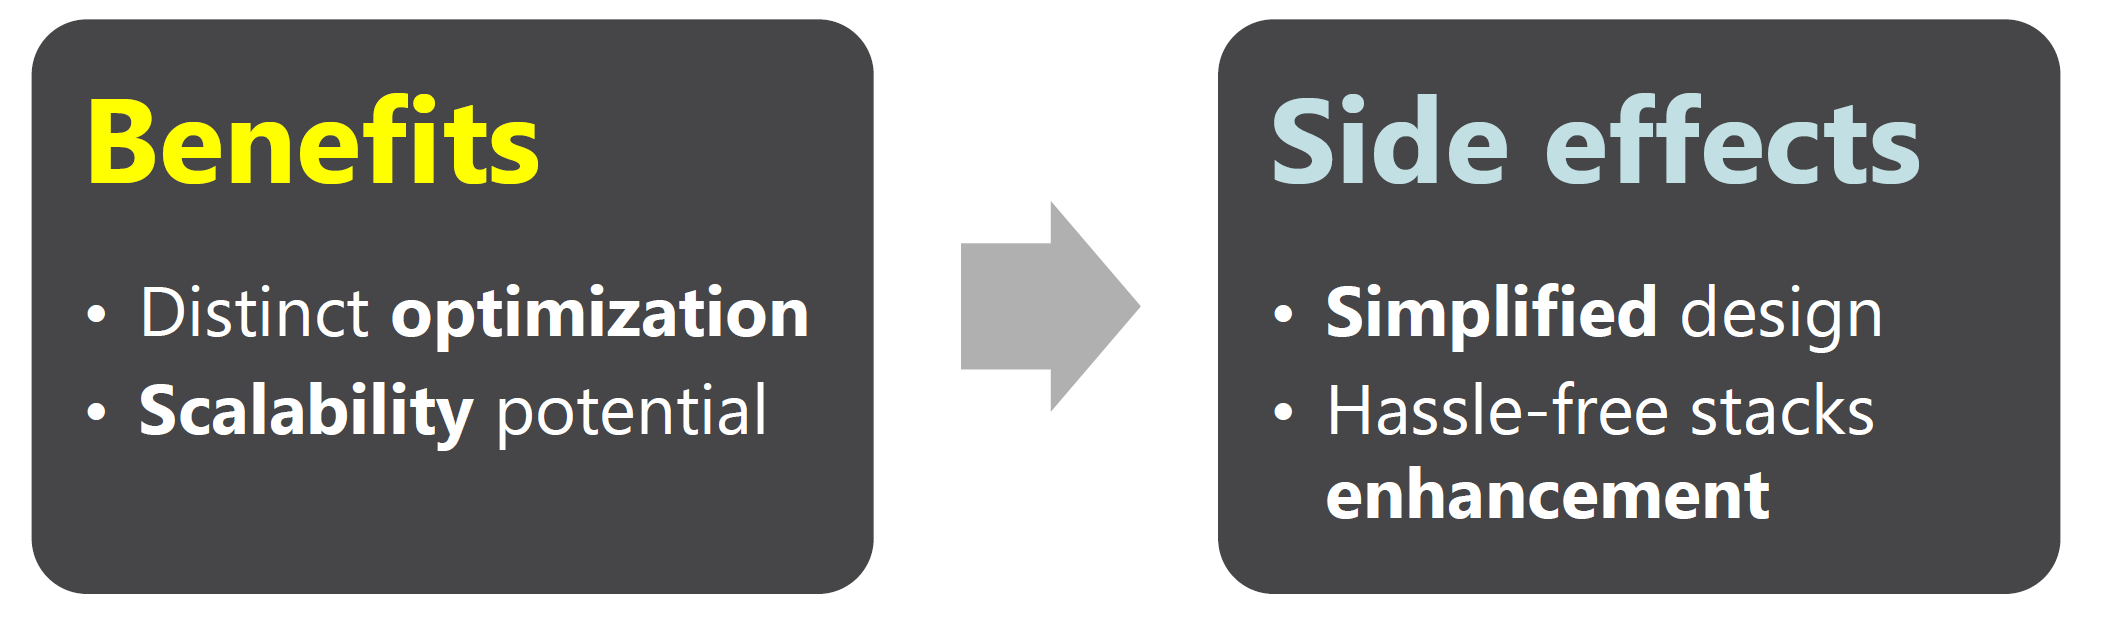 Benefits
• Distinct optimization
• Scalability potential
Side effects
• Simplified design
• Hassle-free stacks
enhancement